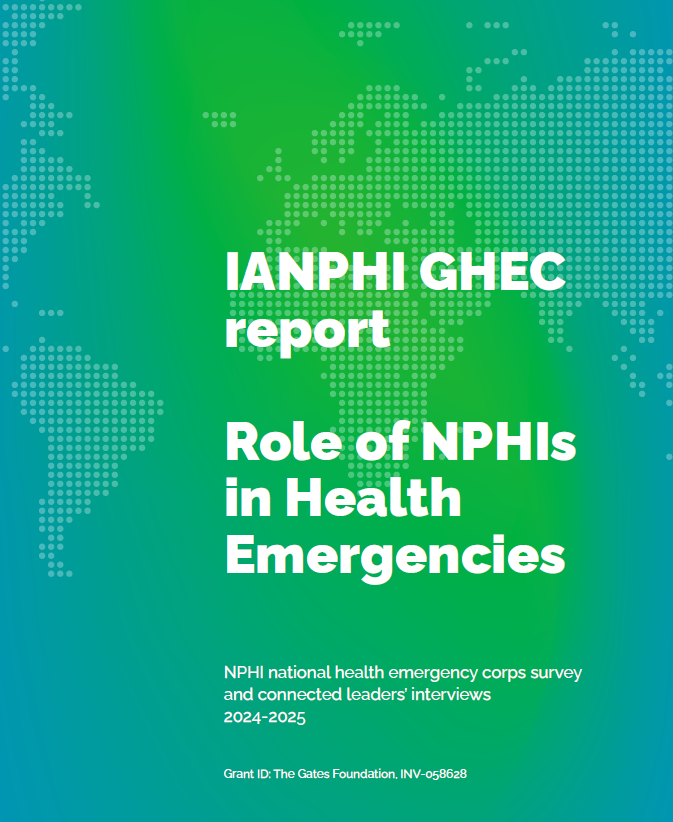 IANPHI GHEC
report
Role of NPHIs
in Health
Emergencies
NPHI national health emergency corps survey
and connected leaders’ interviews
2024-2025
Grant ID: The Gates Foundation, INV-058628